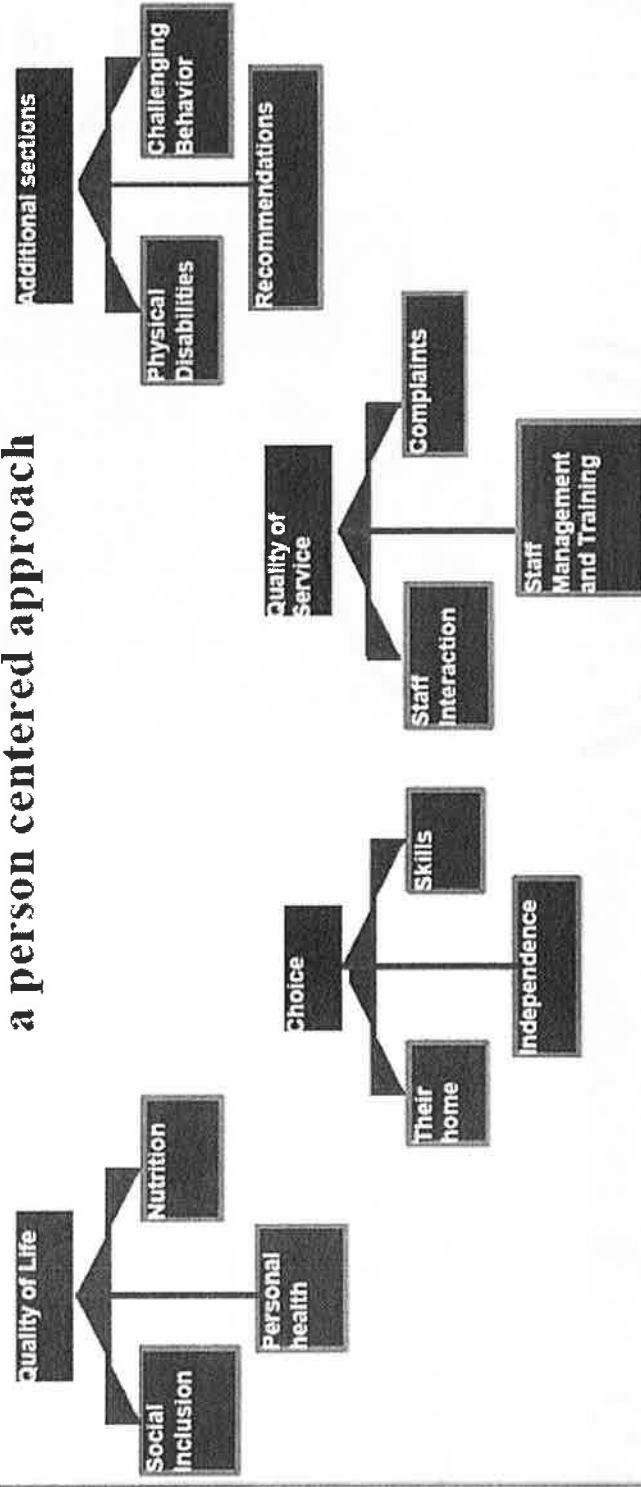 a person centered approach
Quality of Life
Social
Inclusion
Nutrition
Personal
health
Choice
Their
home
Skills
Independence
Quality of
Service
Staff
Interaction
Complaints
Staff
Management
and Training
Additional sections
Physical
Disabilities
Challenging
Behavior
Recommendations